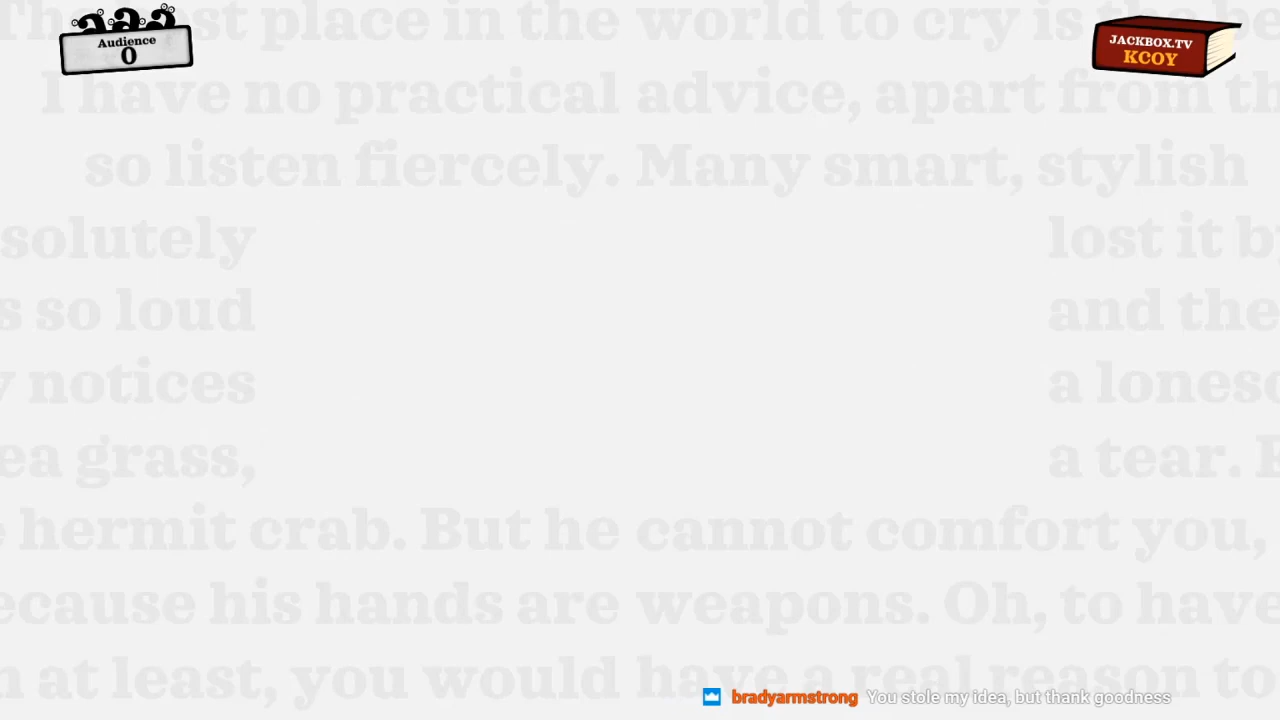 Audience
0
JACKBOX.TV
KCOY
st place in the world to cry is the be
I have no practical advice, apart from th
so listen fiercely. Many smart, stylish
solutely lost it by
s so loud and the
y notices a loneso
ea grass, a tear.
hermit crab. But he cannot comfort you,
ecause his hands are weapons. Oh, to have
at least, you would have a real reason to
bradyarmstrong You stole my idea, but thank goodness